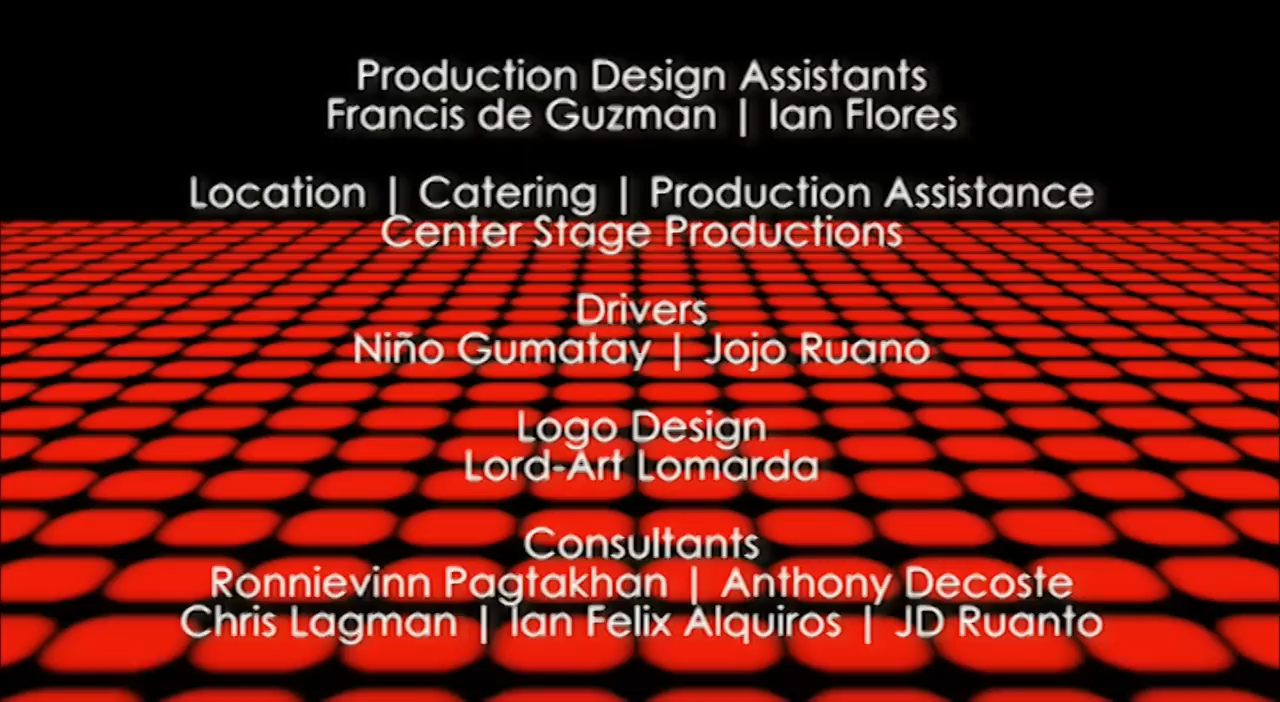 Production Design Assistants
Francis de Guzman | Ian Flores
Location | Catering | Production Assistance
Center Stage Productions
Drivers
Niño Gumatay | Jojo Ruano
Logo Design
Lord-Art Lomarda
Consultants
Ronnievinn Pagtakhan | Anthony Decoste
Chris Lagman | Ian Felix Alquiros | JD Ruanto